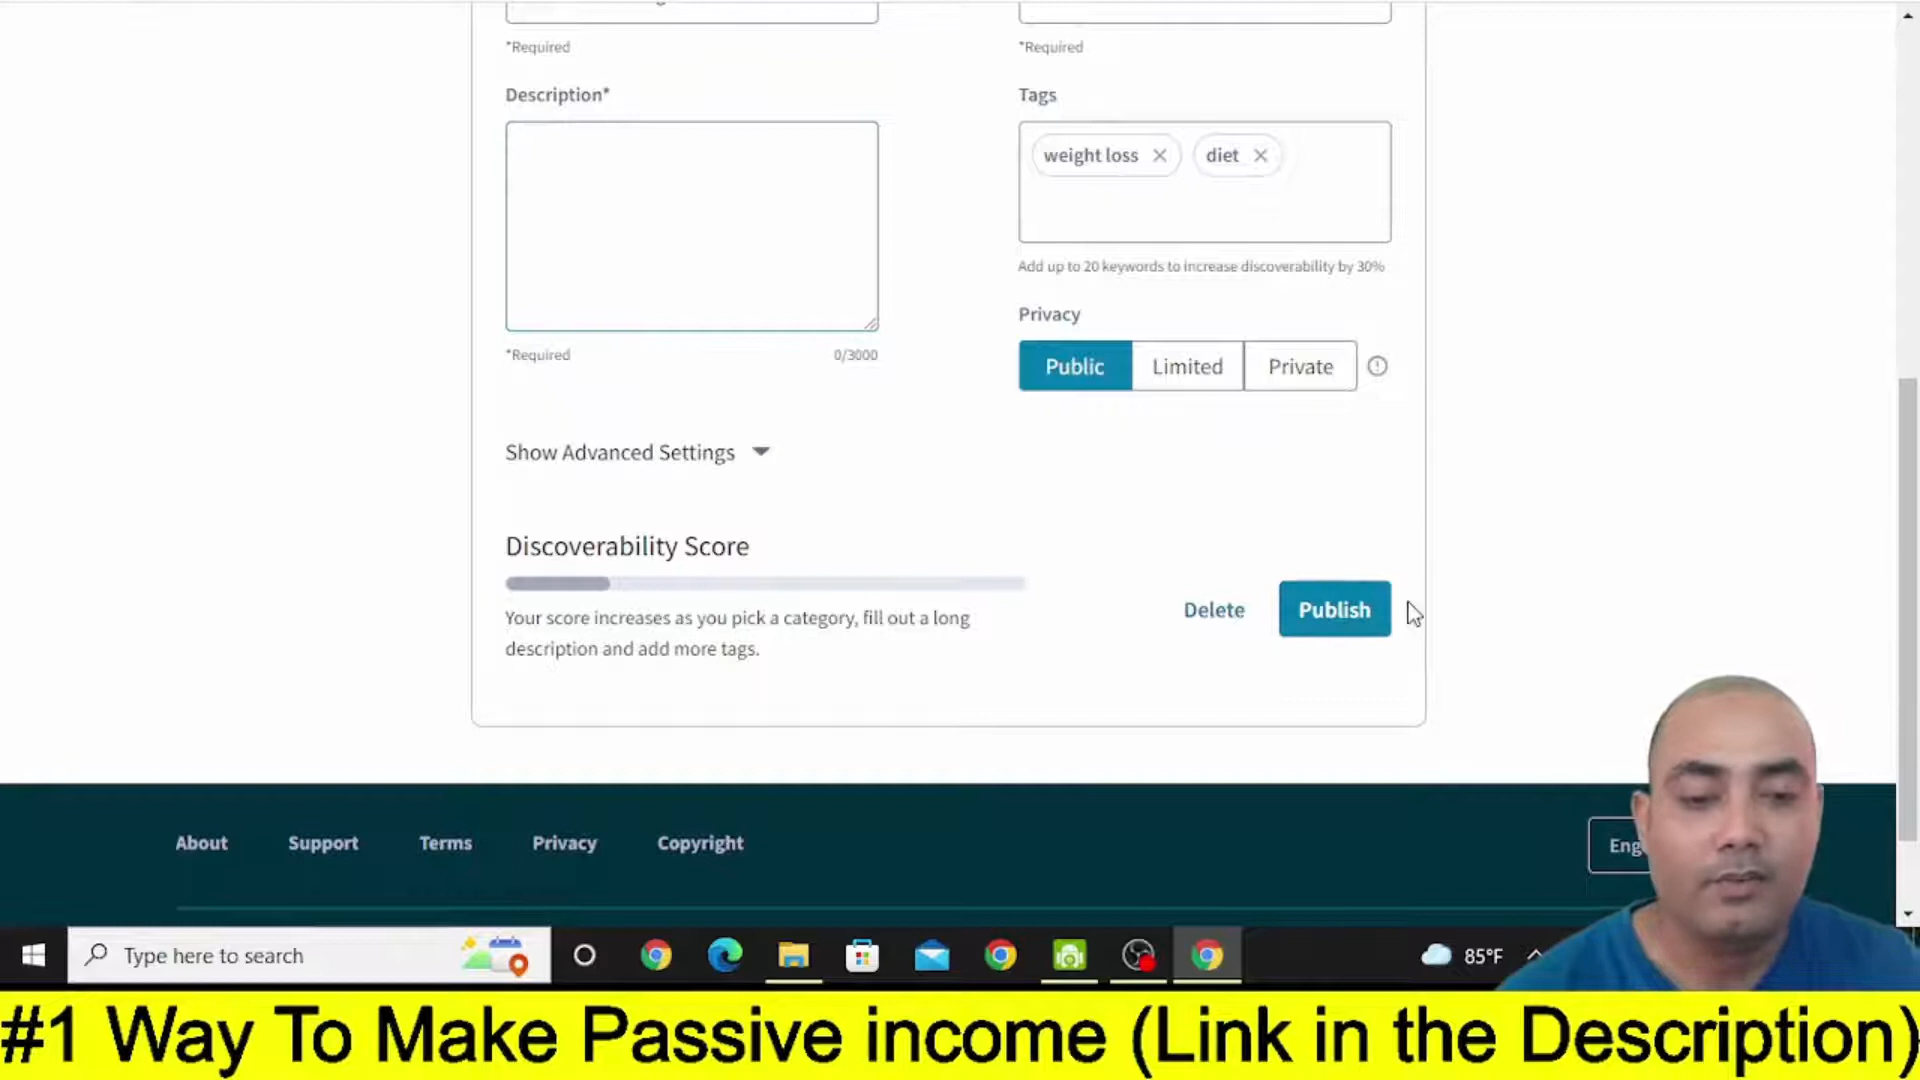 *Required
*Required
Description*
Tags
weight loss
diet
Add up to 20 keywords to increase discoverability by 30%
*Required
0/3000
Privacy
Public
Limited
Private
Show Advanced Settings
Discoverability Score
Your score increases as you pick a category, fill out a long
description and add more tags.
Delete
Publish
About
Support
Terms
Privacy
Copyright
Type here to search
85°F
#1 Way To Make Passive income (Link in the Description)